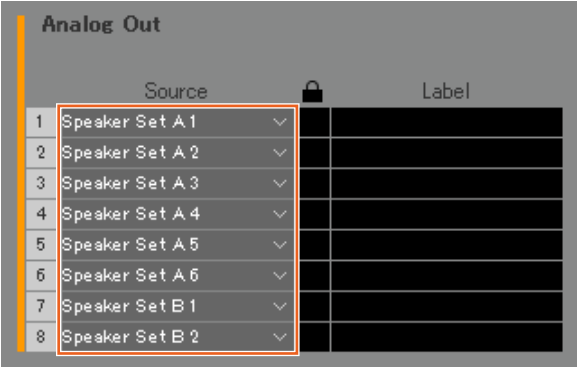 Analog Out
Source Label
1 Speaker Set A 1
2 Speaker Set A 2
3 Speaker Set A 3
4 Speaker Set A 4
5 Speaker Set A 5
6 Speaker Set A 6
7 Speaker Set B 1
8 Speaker Set B 2